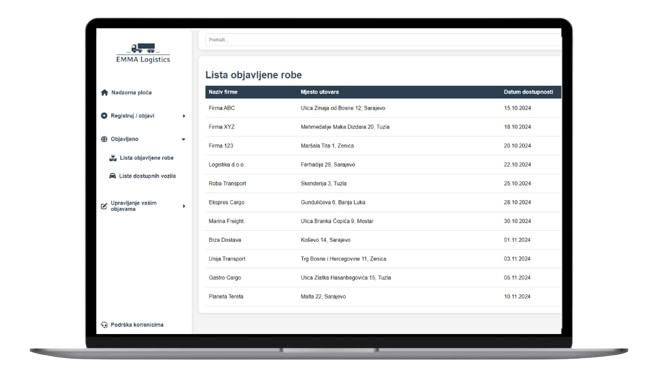 EMMA Logistics
Pretraži...
Nadzorna ploča
Registruj / objavi
Objavljeno
Lista objavljene robe
Liste dostupnih vozila
Upravljanje vašim
objavama
Podrška korisnicima
Lista objavljene robe
Naziv firme Mjesto utovara Datum dostupnosti
Firma ABC Ulica Zmaja od Bosne 12, Sarajevo 15.10.2024
Firma XYZ Mehmedalije Maka Dizdara 20, Tuzla 18.10.2024
Firma 123 Maršala Tita 1, Zenica 20.10.2024
Logistika d.o.o. Ferhadija 28, Sarajevo 22.10.2024
Roba Transport Skenderija 3, Tuzla 25.10.2024
Ekspres Cargo Gundulićeva 6, Banja Luka 28.10.2024
Marina Freight Ulica Branka Ćopića 9, Mostar 30.10.2024
Brza Dostava Koševo 14, Sarajevo 01.11.2024
Unija Transport Trg Bosne i Hercegovine 11, Zenica 03.11.2024
Gastro Cargo Ulica Zlatka Hasanbegovića 15, Tuzla 05.11.2024
Planeta Tereta Malta 22, Sarajevo 10.11.2024